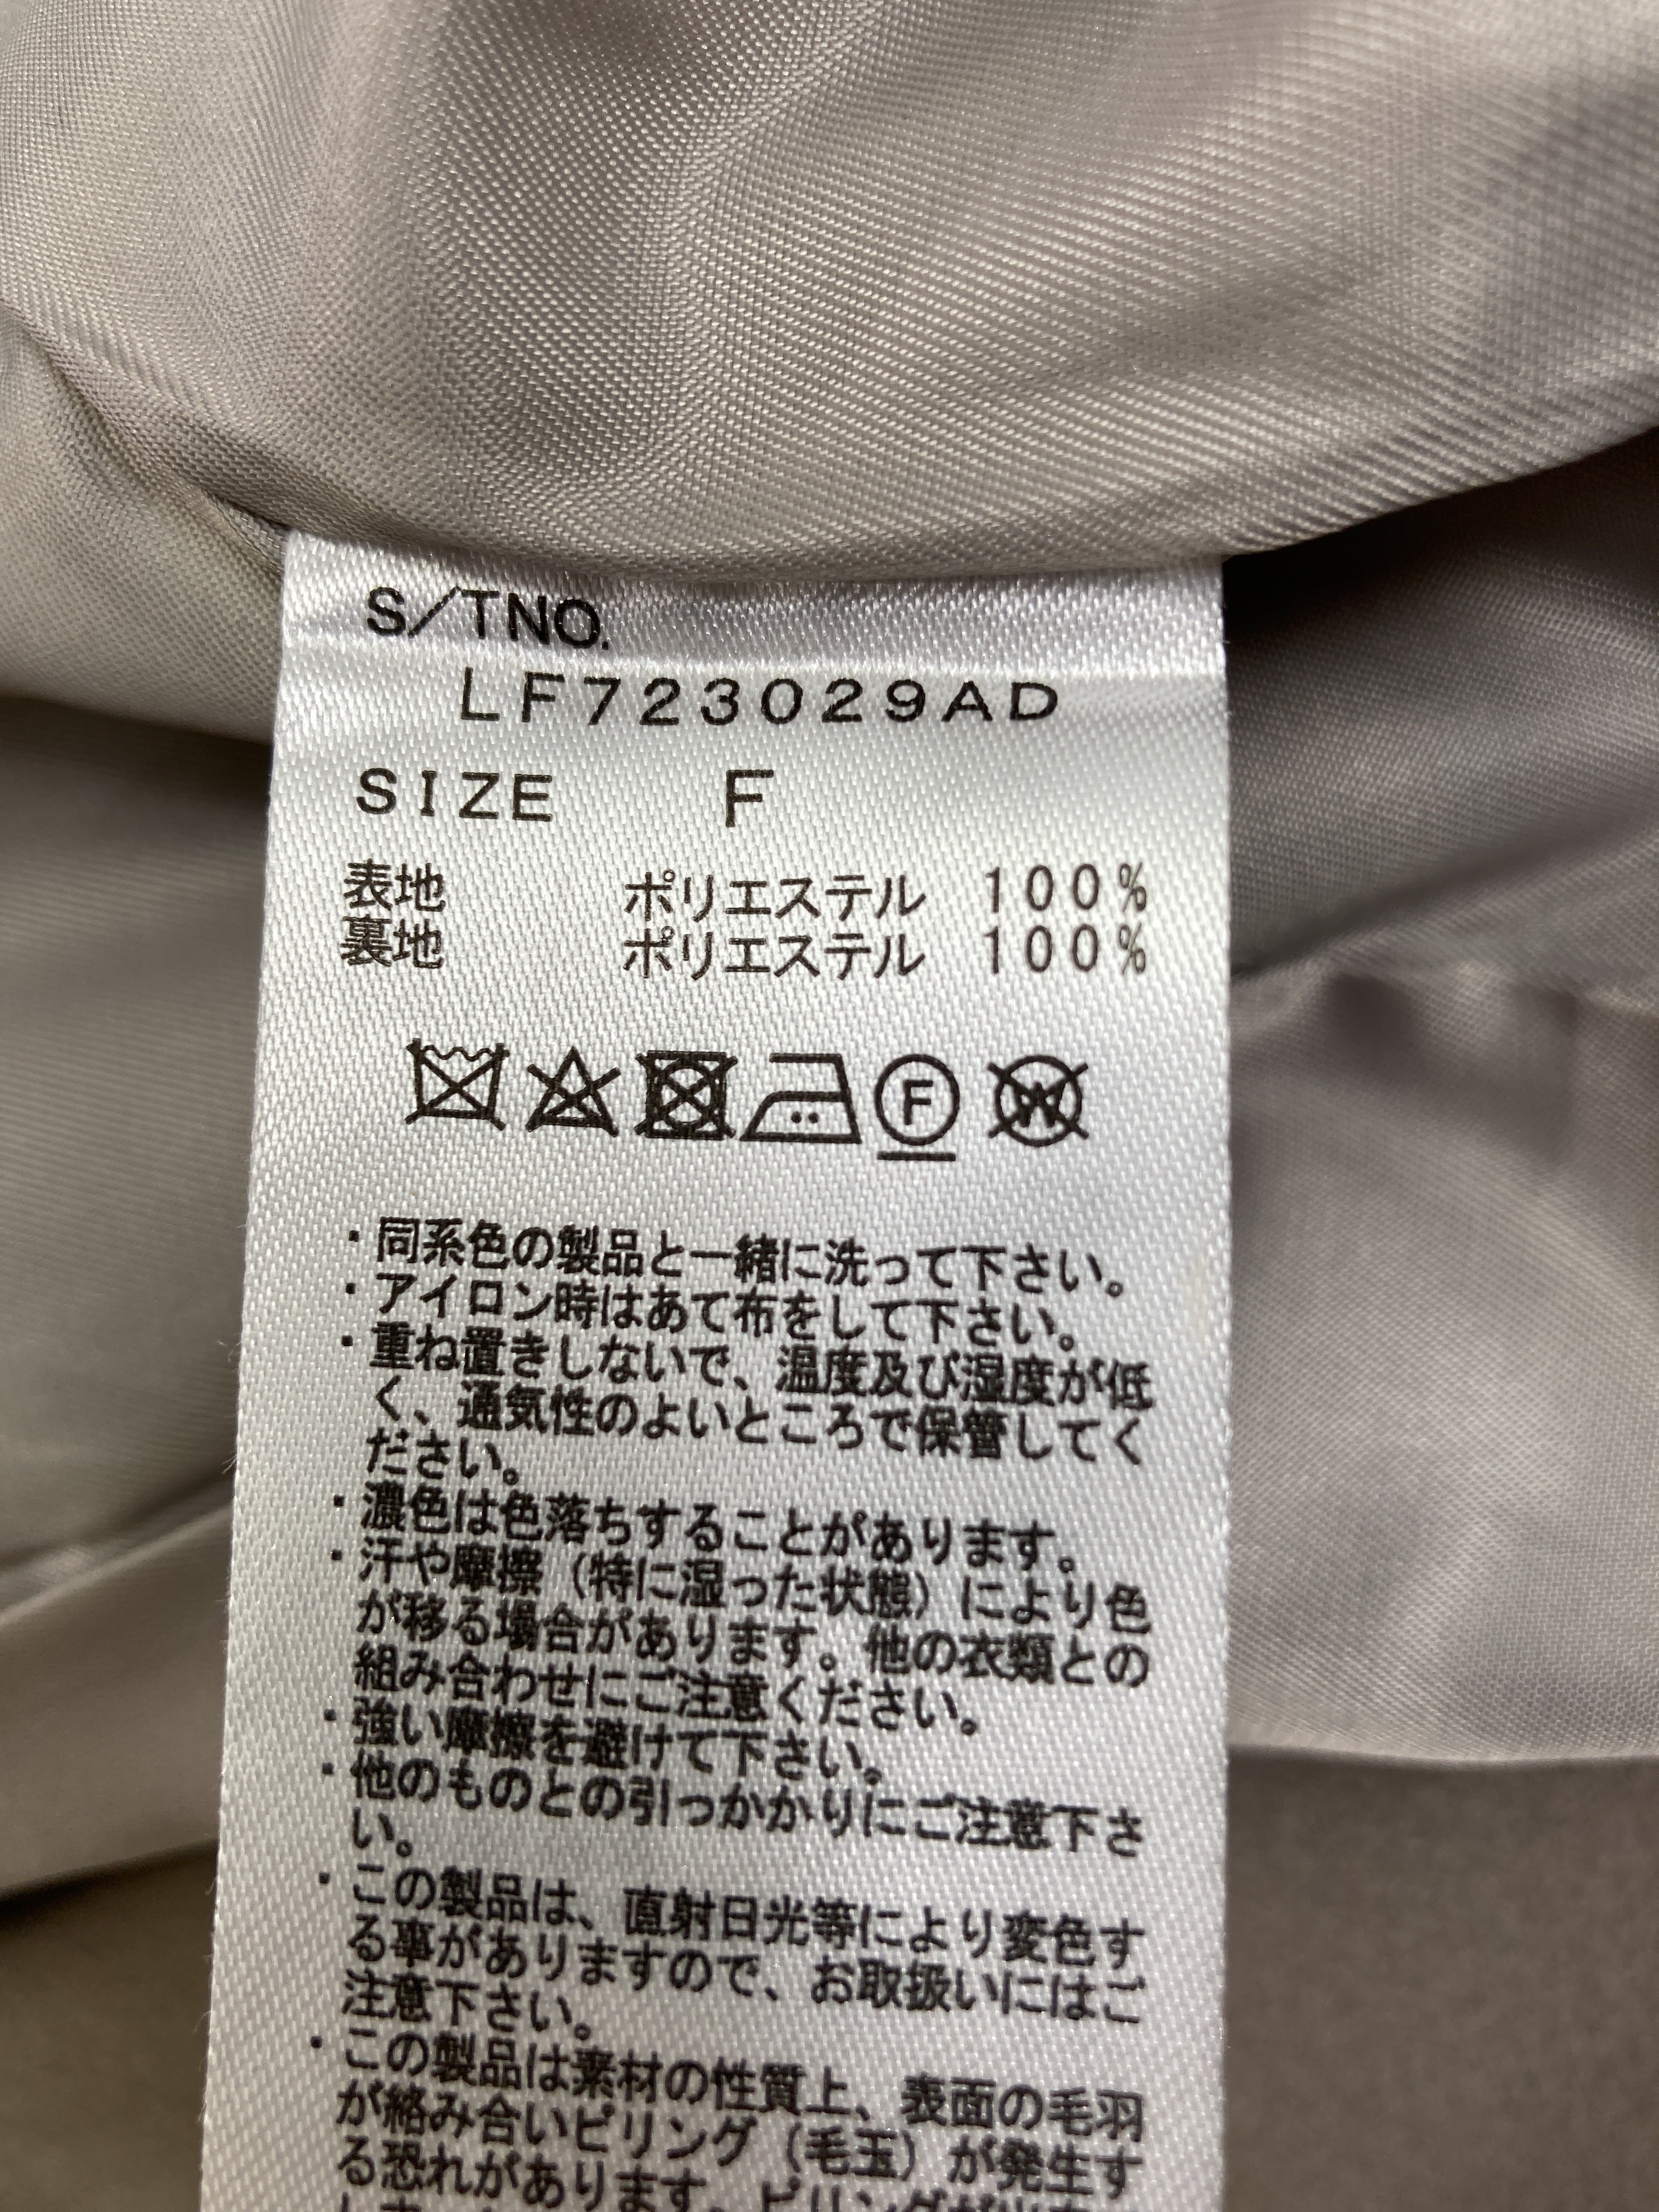 S/TNO.
LF723029AD
SIZE F
表地 ポリエステル 100%
裏地 ポリエステル 100%
F
W
・同系色の製品と一緒に洗って下さい。
・アイロン時はあて布をして下さい。
・重ね置きしないで、温度及び湿度が低
く、通気性のよいところで保管してく
ださい。
・濃色は色落ちすることがあります。
・汗や摩擦（特に湿った状態）により色
が移る場合があります。他の衣類との
組み合わせにご注意ください。
・強い摩擦を避けて下さい。
・他のものとの引っかかりにご注意下さ
い。
・この製品は、直射日光等により変色す
る事がありますので、お取扱いにはご
注意下さい。
・この製品は素材の性質上、表面の毛羽
が絡み合いピリング（毛玉）が発生す
る恐れがあります。ピリングが